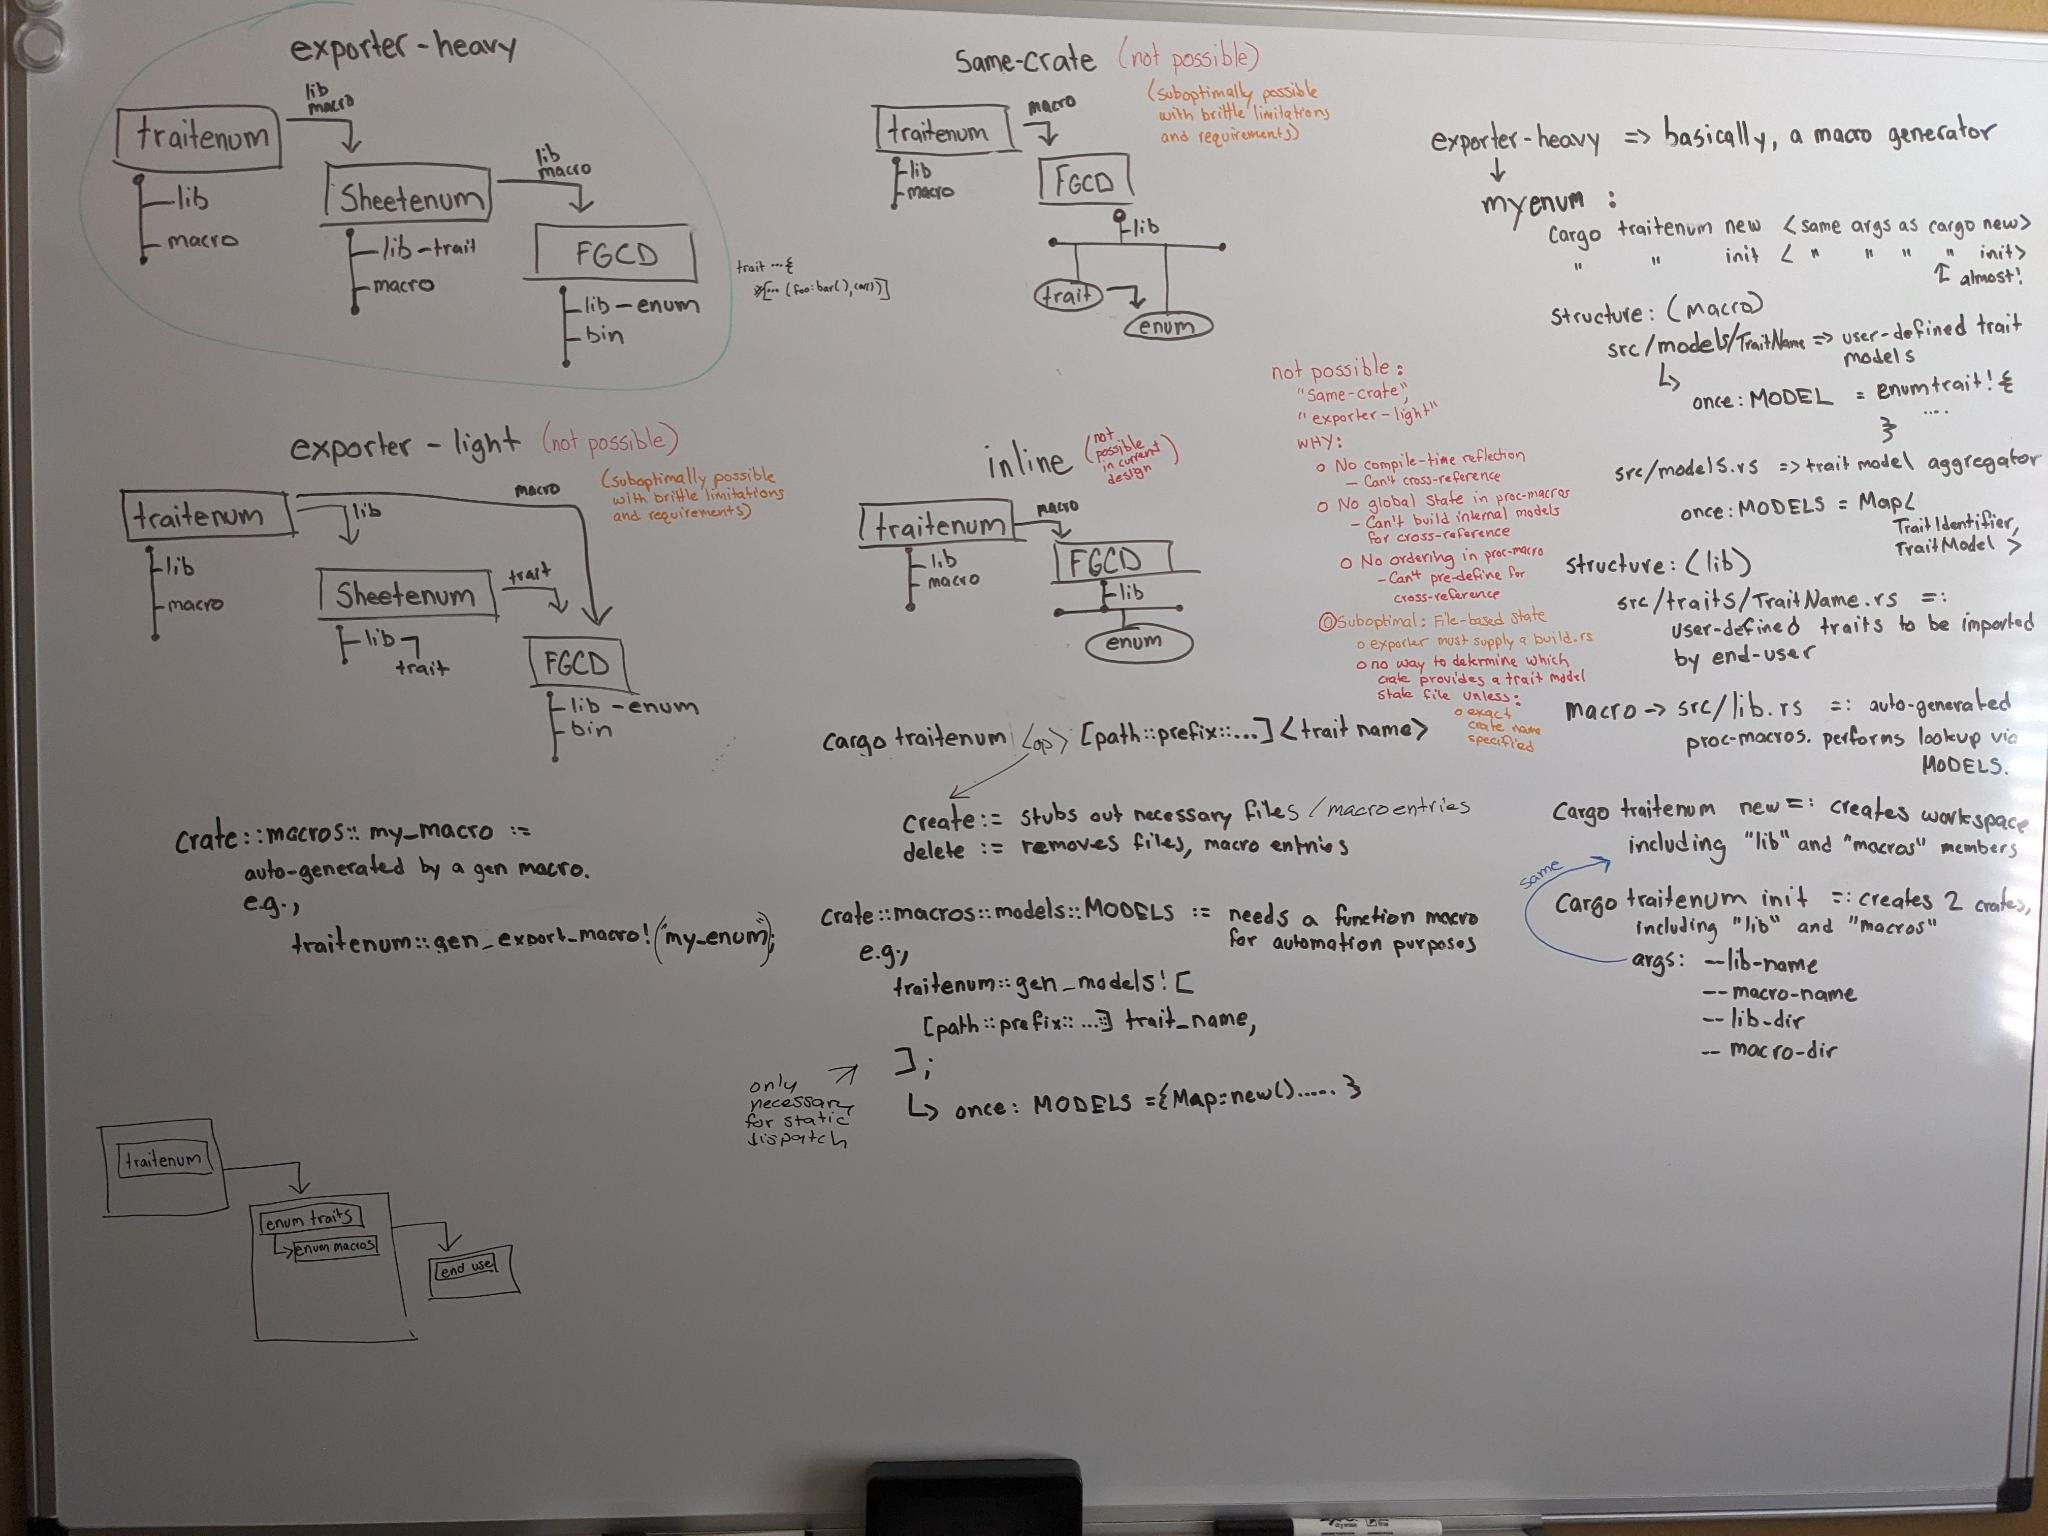 exporter-heavy
traitenum
lib
macro
lib
macro
Sheetenum
lib-trait
macro
lib
macro
FGCD
lib-enum
bin
trait ...{
#[... (foo:bar(),
exporter-light (not possible)
(suboptimally possible
with brittle limitations
and requirements)
traitenum
lib
macro
lib
macro
Sheetenum
lib
trait
trait
FGCD
lib-enum
bin
crate::macros::my_macro :=
auto-generated by a gen macro.
e.g.,
traitenum::gen_export_macro!("my_enum");
traitenum
enum traits
enum macros
end use
Same-crate (not possible)
(suboptimally possible
with brittle limitations
and requirements)
traitenum
lib
macro
macro
FGCD
lib
trait
enum
inline (not
possible
in current
design)
traitenum
lib
macro
macro
FGCD
lib
enum
not possible:
"Same-crate",
"exporter-light"
WHY:
o No compile-time reflection
- Can't cross-reference
o No global state in proc-macros
- Can't build internal models
for cross-reference
o No ordering in proc-macro
- Can't pre-define for
cross-reference
Suboptimal: File-based state
o exporter must supply a build.rs
o no way to determine which
crate provides a trait model
state file unless:
o exact
crate name
specified
cargo traitenum <op> [path::prefix::...] <trait name>
create:= stubs out necessary files / macro entries
delete := removes files, macro entries
crate::macros::models::MODELS := needs a function macro
for automation purposes
e.g.,
traitenum::gen_models! [
[path::prefix::...::] trait_name,
];
↳ once: MODELS ={Map::new()..... }
only
necessary
for static
dispatch
exporter-heavy => basically, a macro generator
myenum :
cargo traitenum new <same args as cargo new>
" " init < " " " " init>
↑ almost!
structure: (macro)
src/models/TraitName => user-defined trait
models
↳ once: MODEL = enumtrait! {
....
}
src/models.rs => trait model aggregator
once: MODELS = Map<
TraitIdentifier,
TraitModel >
structure: (lib)
src/traits/TraitName.rs =:
user-defined traits to be imported
by end-user
macro -> src/lib.rs =: auto-generated
proc-macros. performs lookup via
MODELS.
Cargo traitenum new =: creates workspace
including "lib" and "macros" members
same
Cargo traitenum init =: creates 2 crates,
including "lib" and "macros"
args: --lib-name
--macro-name
--lib-dir
--macro-dir